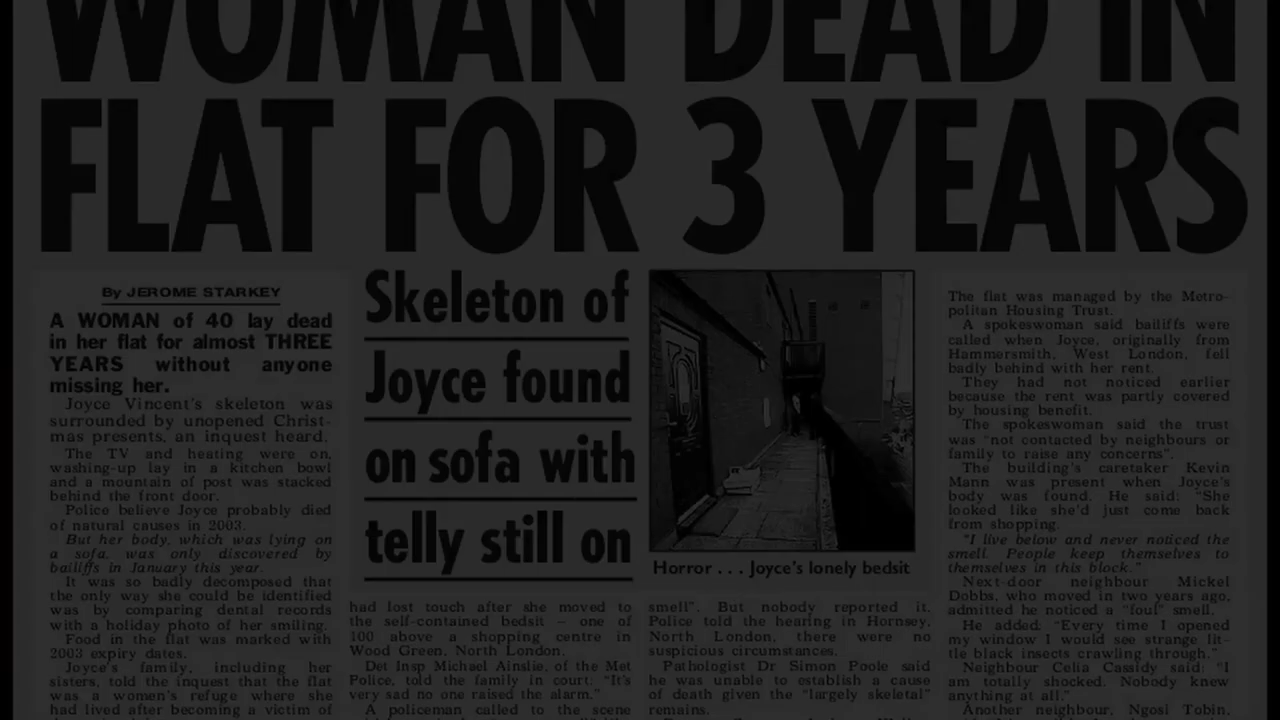 WOMAN DEAD IN
FLAT FOR 3 YEARS
By JEROME STARKEY
A WOMAN of 40 lay dead
in her flat for almost THREE
YEARS without anyone
missing her.
Joyce Vincent's skeleton was
surrounded by unopened Christ-
mas presents, an inquest heard.
The TV and heating were on,
washing-up lay in a kitchen bowl
and a mountain of post was stacked
behind the front door.
Police believe Joyce probably died
of natural causes in 2003.
But her body, which was lying on
a sofa, was only discovered by
bailiffs in January this year.
It was so badly decomposed that
the only way she could be identified
was by comparing dental records
with a holiday photo of her smiling.
Food in the flat was marked with
2003 expiry dates.
Joyce's family, including her
sisters, told the inquest that the flat
was a women's refuge where she
had lived after becoming a victim of
Skeleton of
Joyce found
on sofa with
telly still on
had lost touch after she moved to
the self-contained bedsit – one of
100 above a shopping centre in
Wood Green, North London.
Det Insp Michael Ainslie, of the Met
Police, told the family in court: "It's
very sad no one raised the alarm."
A policeman called to the scene
Horror . . . Joyce's lonely bedsit
smell". But nobody reported it.
Police told the hearing in Hornsey,
North London, there were no
suspicious circumstances.
Pathologist Dr Simon Poole said
he was unable to establish a cause
of death given the "largely skeletal"
remains.
The flat was managed by the Metro-
politan Housing Trust.
A spokeswoman said bailiffs were
called when Joyce, originally from
Hammersmith, West London, fell
badly behind with her rent.
They had not noticed earlier
because the rent was partly covered
by housing benefit.
The spokeswoman said the trust
was "not contacted by neighbours or
family to raise any concerns".
The building's caretaker Kevin
Mann was present when Joyce's
body was found. He said: "She
looked like she'd just come back
from shopping.
"I live below and never noticed the
smell. People keep themselves to
themselves in this block."
Next-door neighbour Mickel
Dobbs, who moved in two years ago,
admitted he noticed a "foul" smell.
He added: "Every time I opened
my window I would see strange lit-
tle black insects crawling through."
Neighbour Celia Cassidy said: "I
am totally shocked. Nobody knew
anything at all."
Another neighbour, Ngosi Tobin,